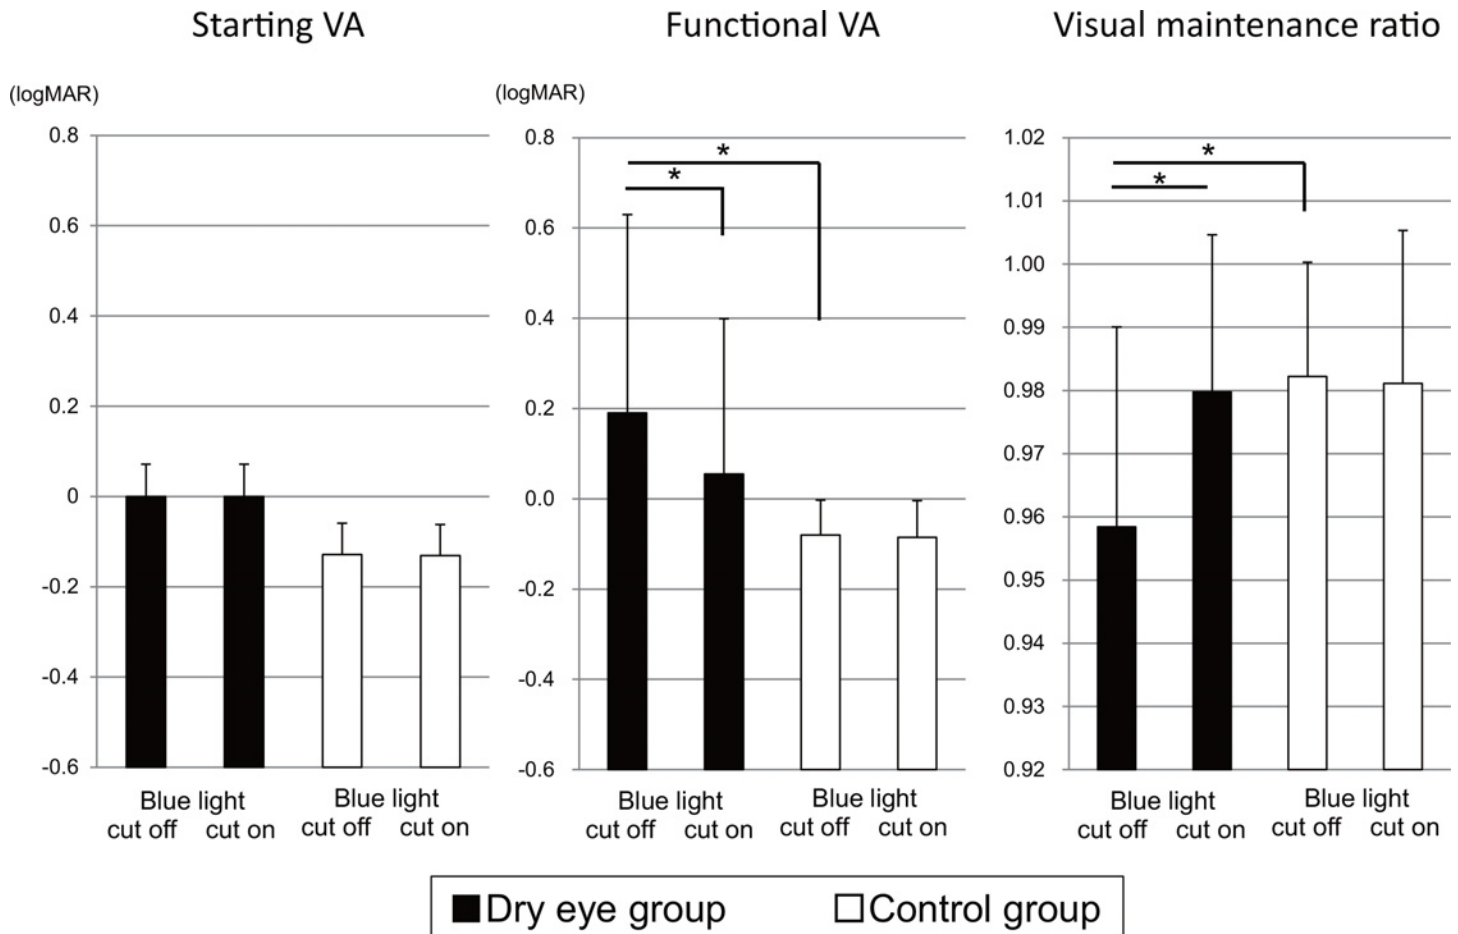 Starting VA
Functional VA
Visual maintenance ratio
(logMAR)
0.8
0.6
0.4
0.2
0
-0.2
-0.4
-0.6
Blue light
cut off cut on
Blue light
cut off cut on
(logMAR)
0.8
0.6
0.4
0.2
0.0
-0.2
-0.4
-0.6
*
*
Blue light
cut off cut on
Blue light
cut off cut on
1.02
1.01
1.00
0.99
0.98
0.97
0.96
0.95
0.94
0.93
0.92
*
*
Blue light
cut off cut on
Blue light
cut off cut on
Dry eye group
Control group